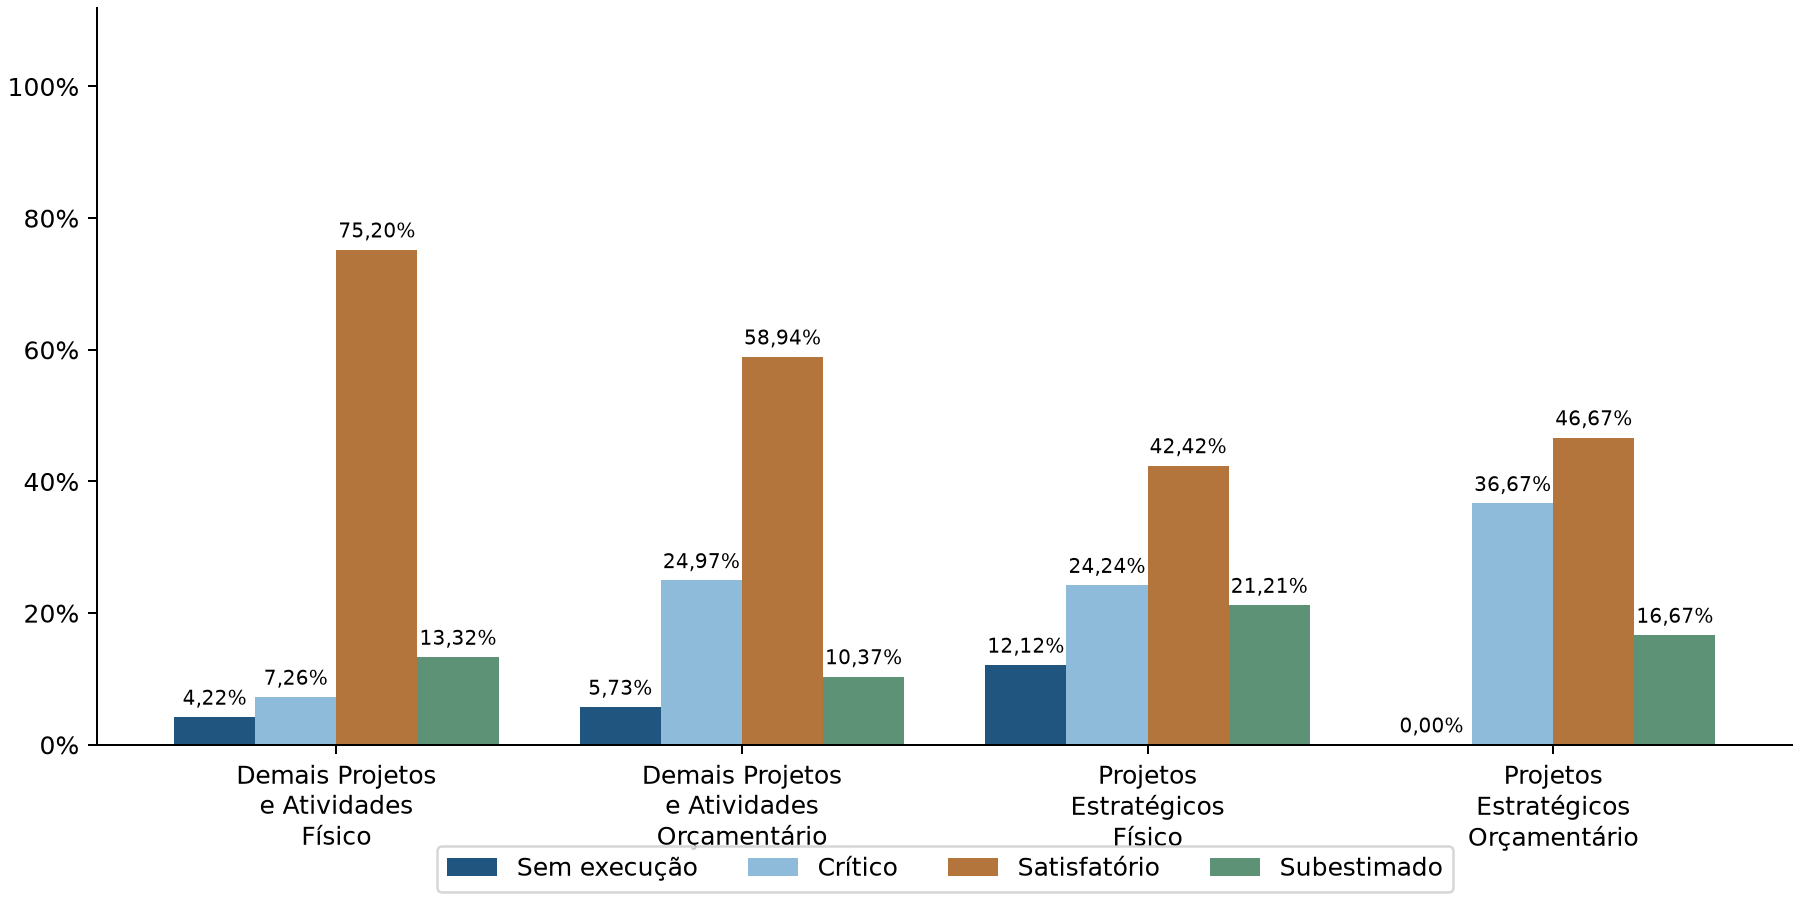 100%
80%
60%
40%
20%
0%
4,22%
7,26%
75,20%
13,32%
5,73%
24,97%
58,94%
10,37%
12,12%
24,24%
42,42%
21,21%
0,00%
36,67%
46,67%
16,67%
Demais Projetos
e Atividades
Físico
Demais Projetos
e Atividades
Orçamentário
Projetos
Estratégicos
Físico
Projetos
Estratégicos
Orçamentário
Sem execução
Crítico
Satisfatório
Subestimado